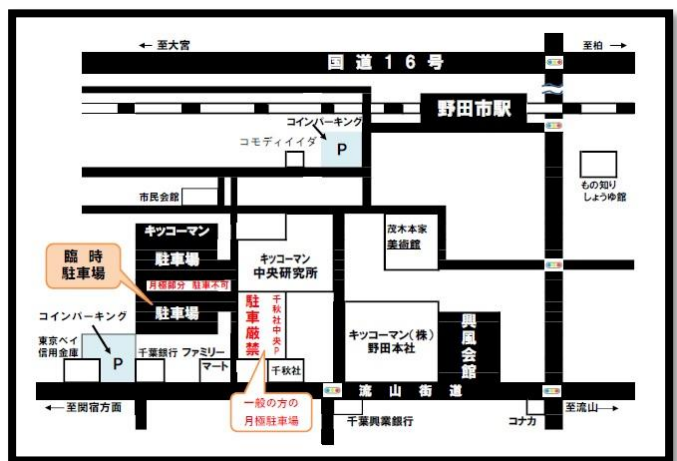 ←至大宮
至柏→
国道16号
野田市駅
コインパーキング
コモディイイダ
P
もの知り
しょうゆ館
市民会館
キッコーマン
駐車場
月極部分 駐車不可
駐車場
臨時
駐車場
キッコーマン
中央研究所
茂木本家
美術館
駐車厳禁
千秋社中央P
キッコーマン(株)
野田本社
興風会館
コインパーキング
東京ベイ
信用金庫
P
千葉銀行
ファミリー
マート
千秋社
流山街道
←至関宿方面
一般の方の
月極駐車場
千葉興業銀行
コナカ
至流山→